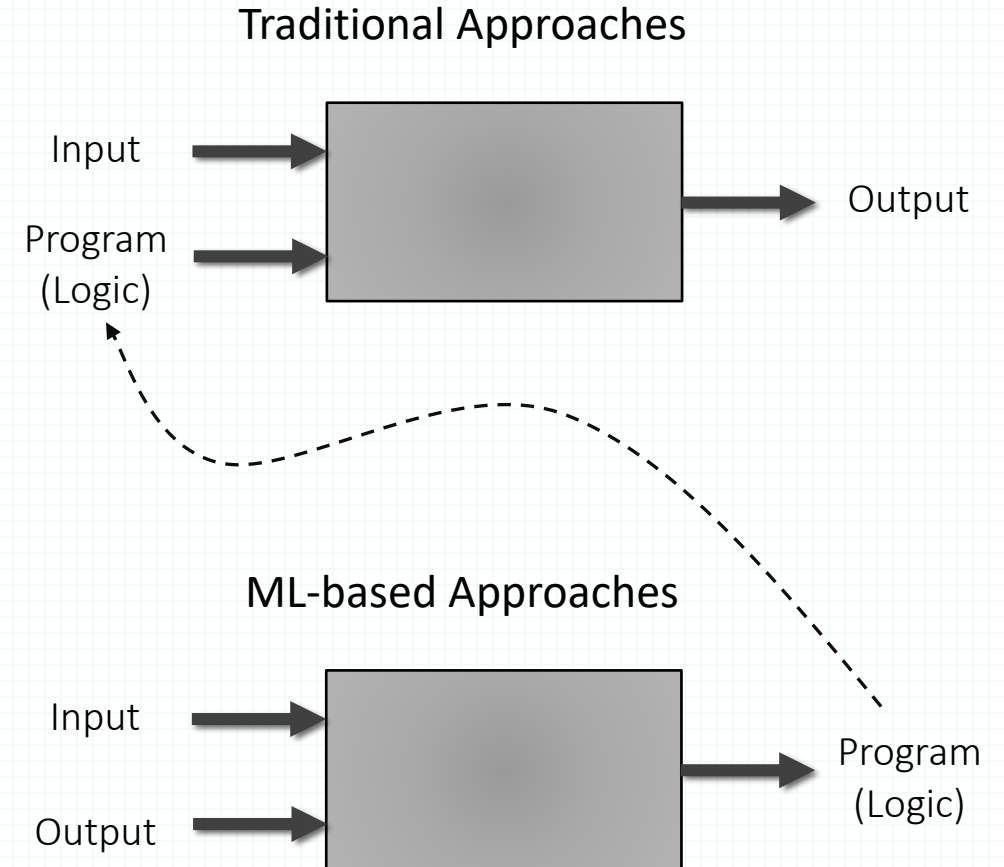 Traditional Approaches
Input
Program
(Logic)
Output
ML-based Approaches
Input
Output
Program
(Logic)